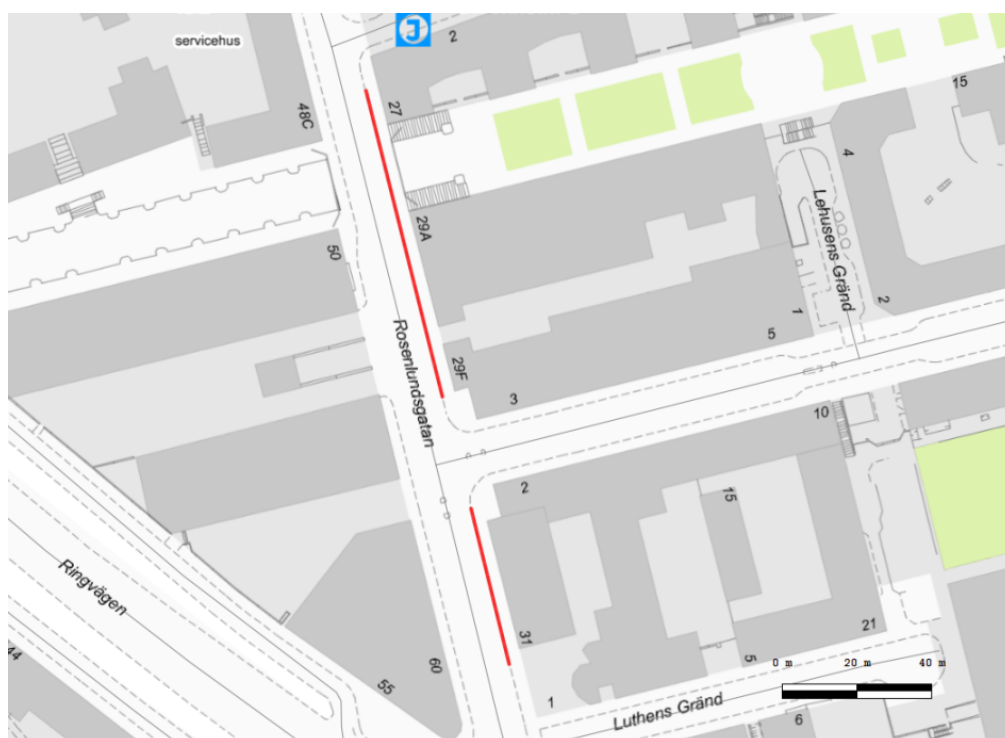 J
2
servicehus
27
48C
15
4
29A
50
Lehusens Gränd
1
2
5
Rosenlundsgatan
29F
3
10
2
15
Ringvägen
31
21
44
60
55
5
0 m 20 m 40 m
1
Luthens Gränd
6